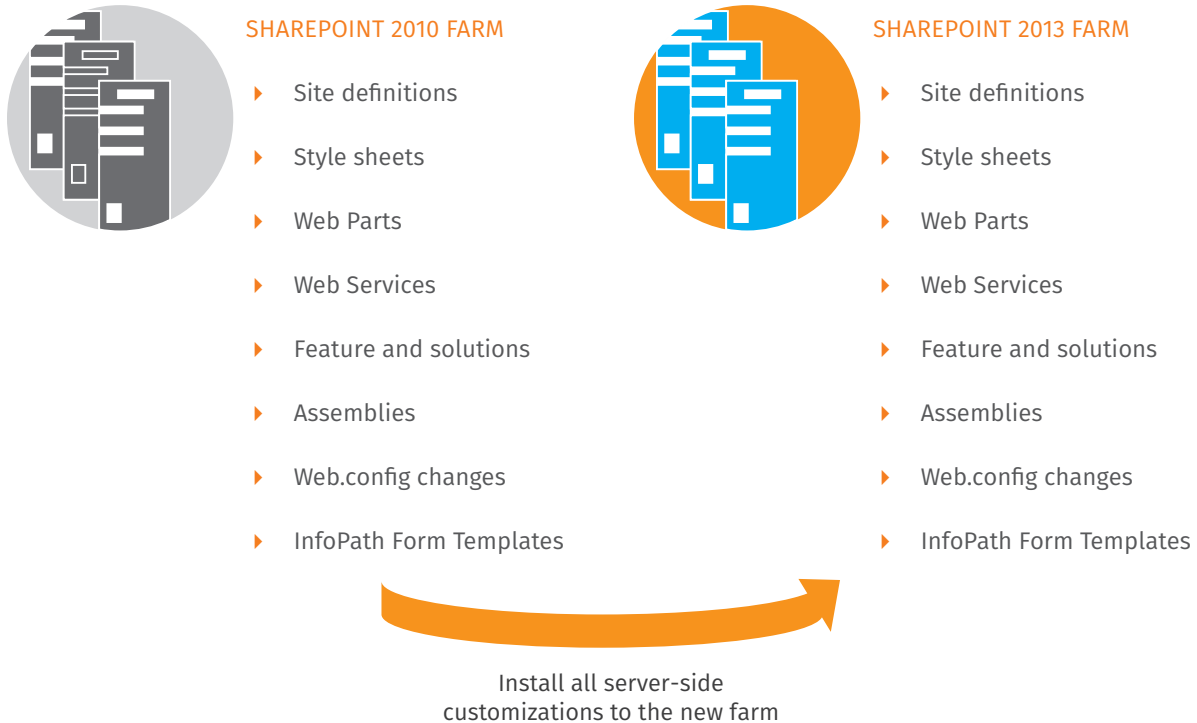 SHAREPOINT 2010 FARM
Site definitions
Style sheets
Web Parts
Web Services
Feature and solutions
Assemblies
Web.config changes
InfoPath Form Templates
SHAREPOINT 2013 FARM
Site definitions
Style sheets
Web Parts
Web Services
Feature and solutions
Assemblies
Web.config changes
InfoPath Form Templates
Install all server-side
customizations to the new farm